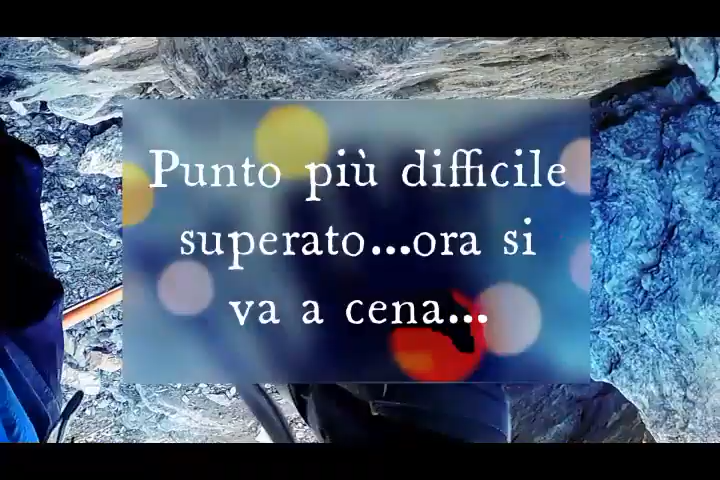 Punto più difficile
superato...ora si
va a cena...